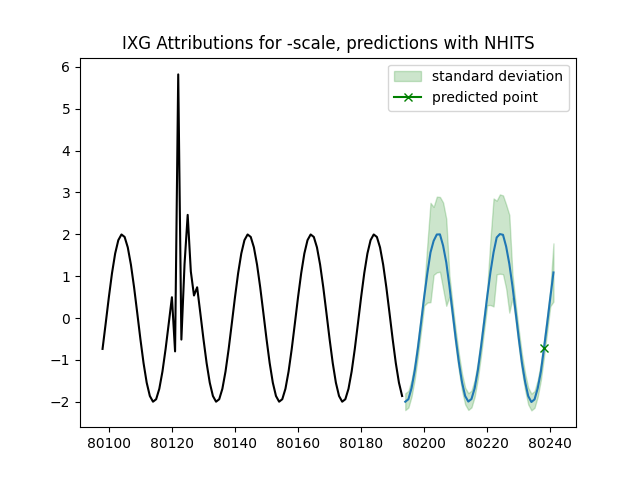 IXG Attributions for -scale, predictions with NHITS
standard deviation
predicted point
6
5
4
3
2
1
0
−1
−2
80100 80120 80140 80160 80180 80200 80220 80240